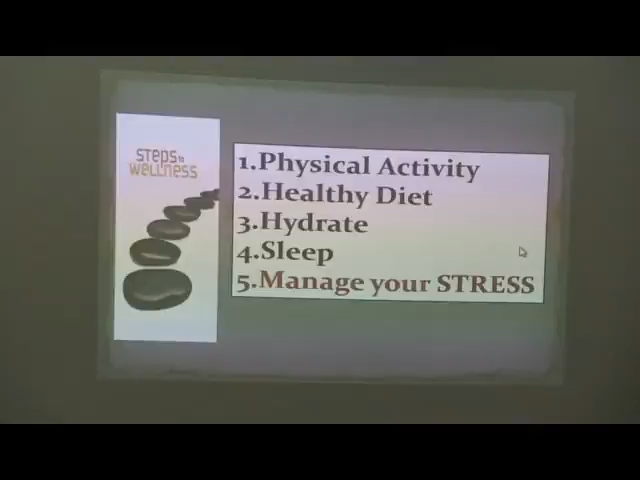 Steps to
Wellness
1.Physical Activity
2.Healthy Diet
3.Hydrate
4.Sleep
5.Manage your STRESS